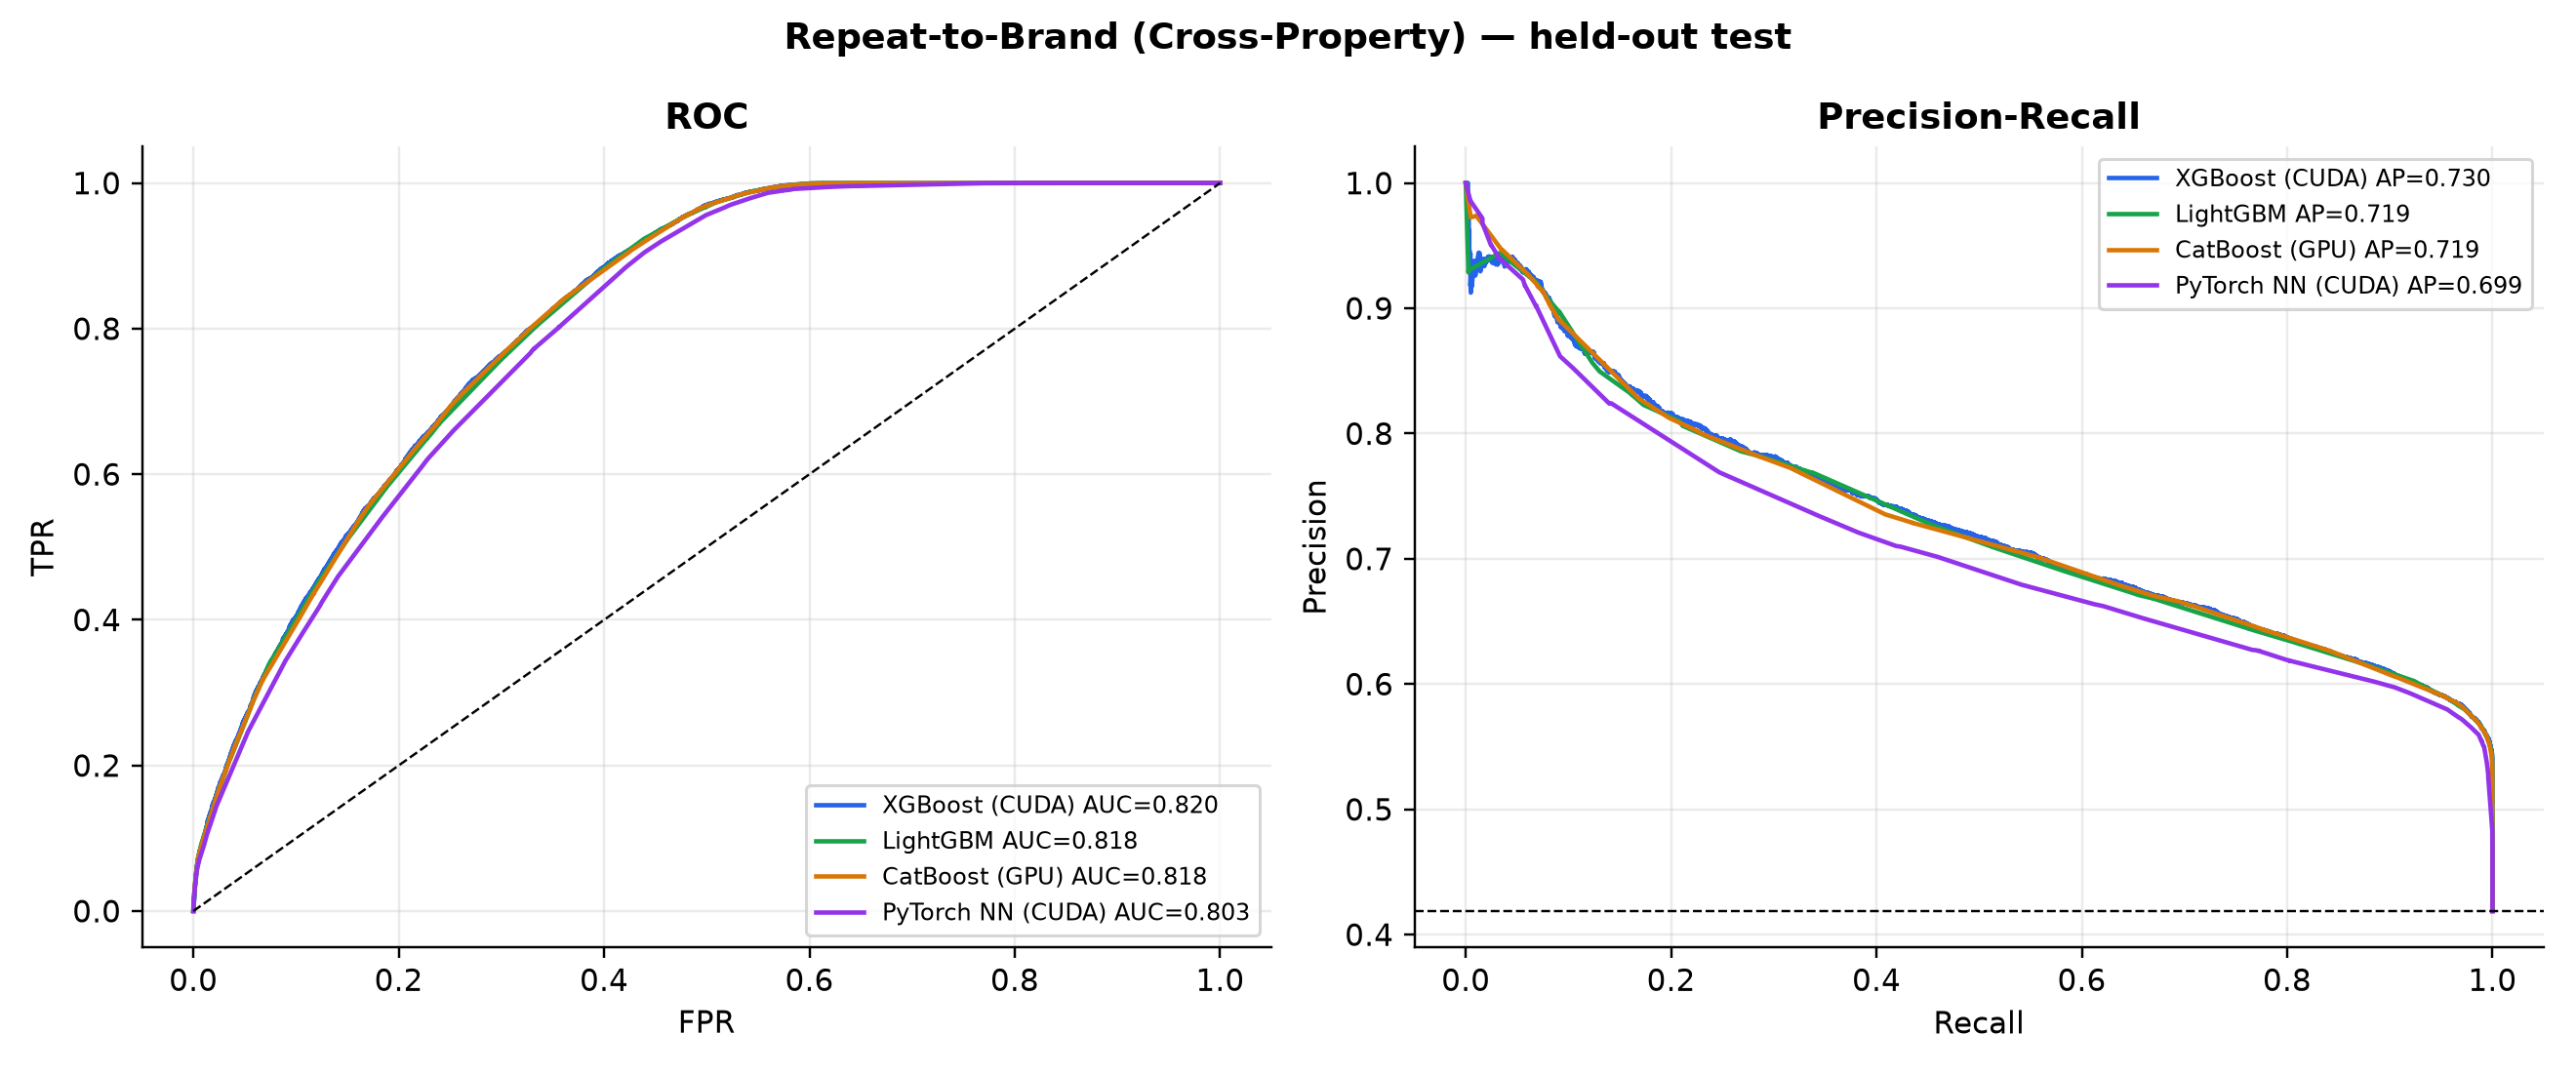 Repeat-to-Brand (Cross-Property) — held-out test
ROC
TPR
1.0
0.8
0.6
0.4
0.2
0.0
XGBoost (CUDA) AUC=0.820
LightGBM AUC=0.818
CatBoost (GPU) AUC=0.818
PyTorch NN (CUDA) AUC=0.803
0.0 0.2 0.4 0.6 0.8 1.0
FPR
Precision-Recall
Precision
1.0
0.9
0.8
0.7
0.6
0.5
0.4
XGBoost (CUDA) AP=0.730
LightGBM AP=0.719
CatBoost (GPU) AP=0.719
PyTorch NN (CUDA) AP=0.699
0.0 0.2 0.4 0.6 0.8 1.0
Recall